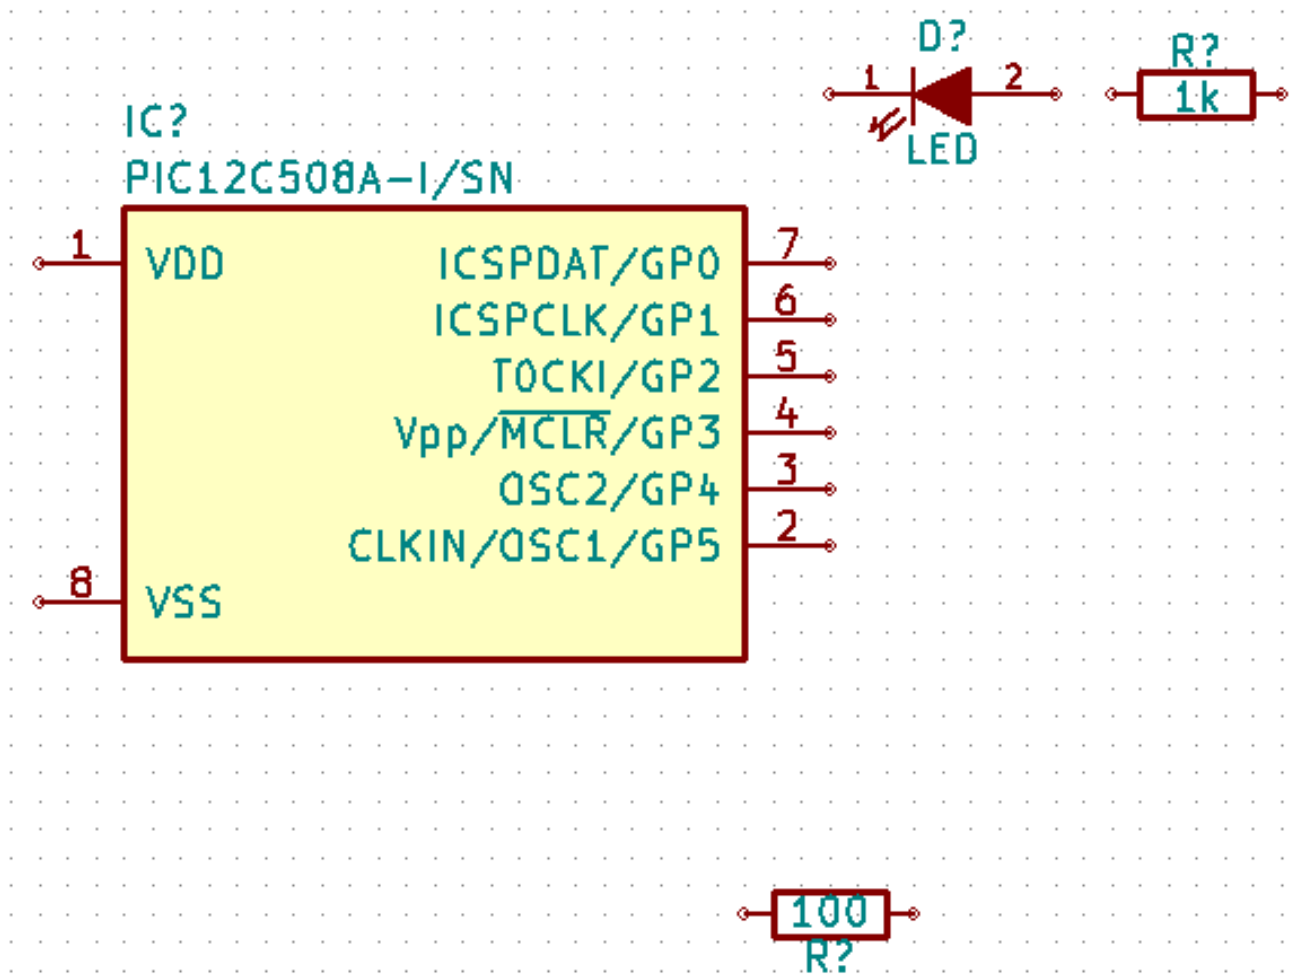 D?
1 2
LED
R?
1k
IC?
PIC12C508A-I/SN
1 VDD
ICSPDAT/GP0 7
ICSPCLK/GP1 6
T0CKI/GP2 5
Vpp/MCLR/GP3 4
OSC2/GP4 3
CLKIN/OSC1/GP5 2
8 VSS
100
R?